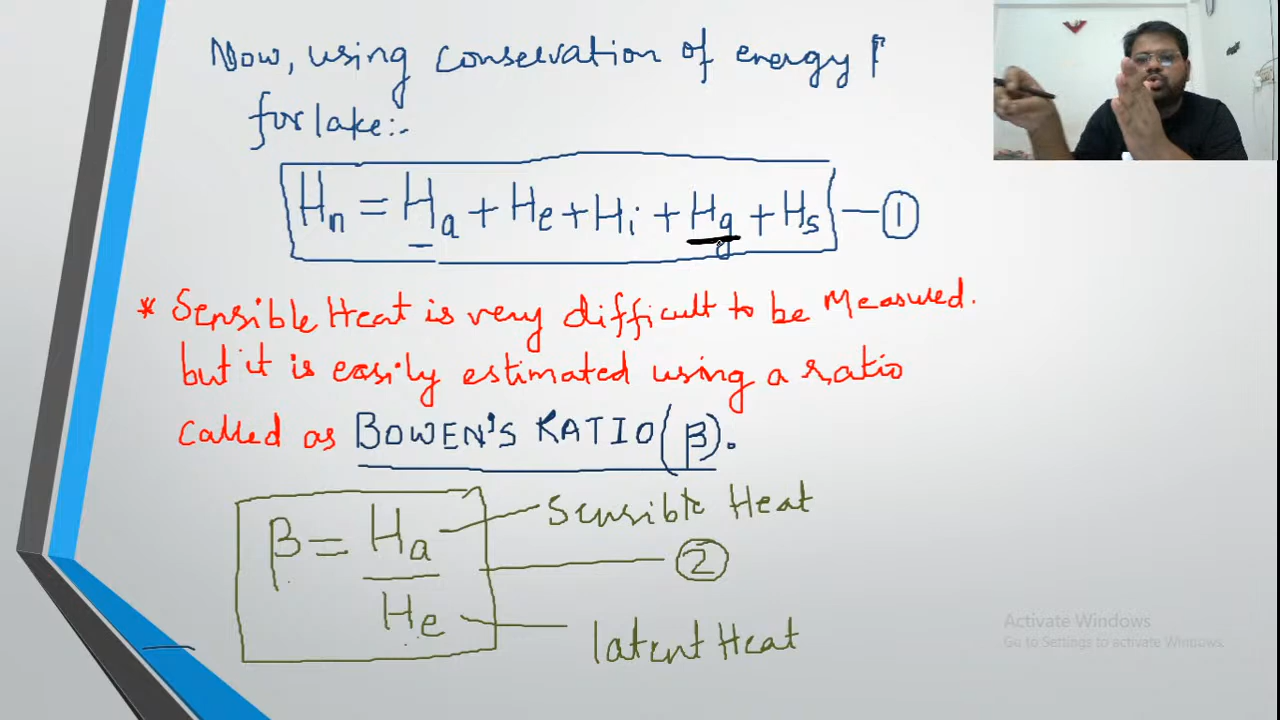 Now, using conservation of energy
for lake:-
Hn = Ha + He + Hi + Hg + Hs — ①
* Sensible Heat is very difficult to be Measured.
but it is easily estimated using a ratio
called as BOWEN'S RATIO (β).
β = Ha / He — ②
Sensible Heat
latent Heat
Activate Windows
Go to Settings to activate Windows.